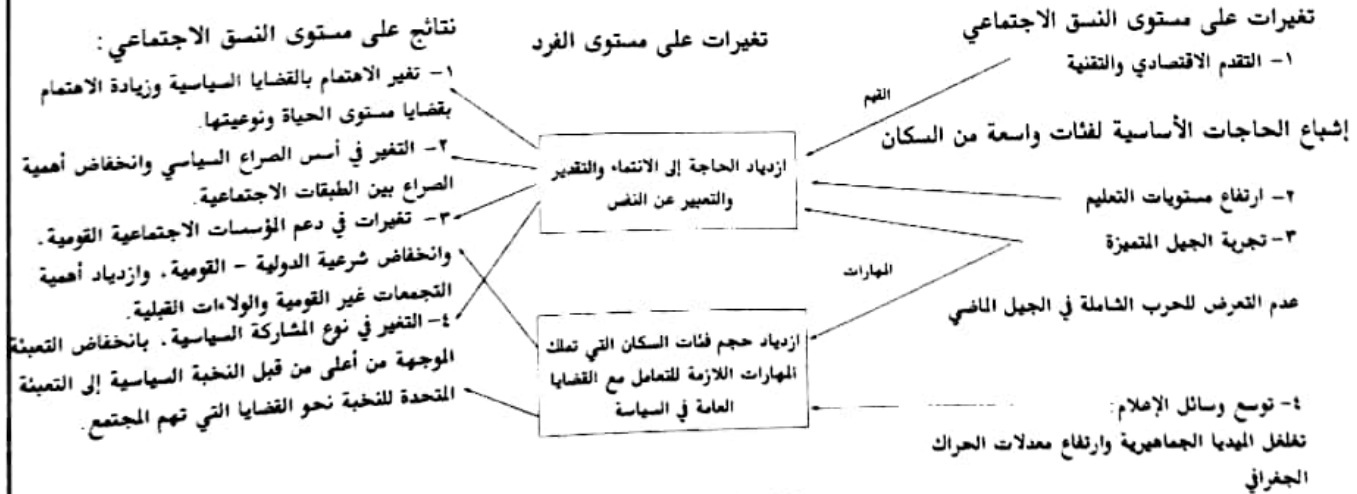 تغيرات على مستوى النسق الاجتماعي
١- التقدم الاقتصادي والتقنية
إشباع الحاجات الأساسية لفئات واسعة من السكان
٢- ارتفاع مستويات التعليم
٣- تجربة الجيل المتميزة
عدم التعرض للحرب الشاملة في الجيل الماضي
٤- توسع وسائل الإعلام:
تغلغل الميديا الجماهيرية وارتفاع معدلات الحراك
الجغرافي
القيم
المهارات
تغيرات على مستوى الفرد
ازدياد الحاجة إلى الانتماء والتقدير
والتعبير عن النفس
ازدياد حجم فئات السكان التي تملك
المهارات اللازمة للتعامل مع القضايا
العامة في السياسة
نتائج على مستوى النسق الاجتماعي:
١- تغير الاهتمام بالقضايا السياسية وزيادة الاهتمام
بقضايا مستوى الحياة ونوعيتها.
٢- التغير في أسس الصراع السياسي وانخفاض أهمية
الصراع بين الطبقات الاجتماعية.
٣- تغيرات في دعم المؤسسات الاجتماعية القومية.
وانخفاض شرعية الدولية - القومية. وازدياد أهمية
التجمعات غير القومية والولاءات القبلية.
٤- التغير في نوع المشاركة السياسية. بانخفاض التعبئة
الموجهة من أعلى من قبل النخبة السياسية إلى التعبئة
المتحدة للنخبة نحو القضايا التي تهم المجتمع.